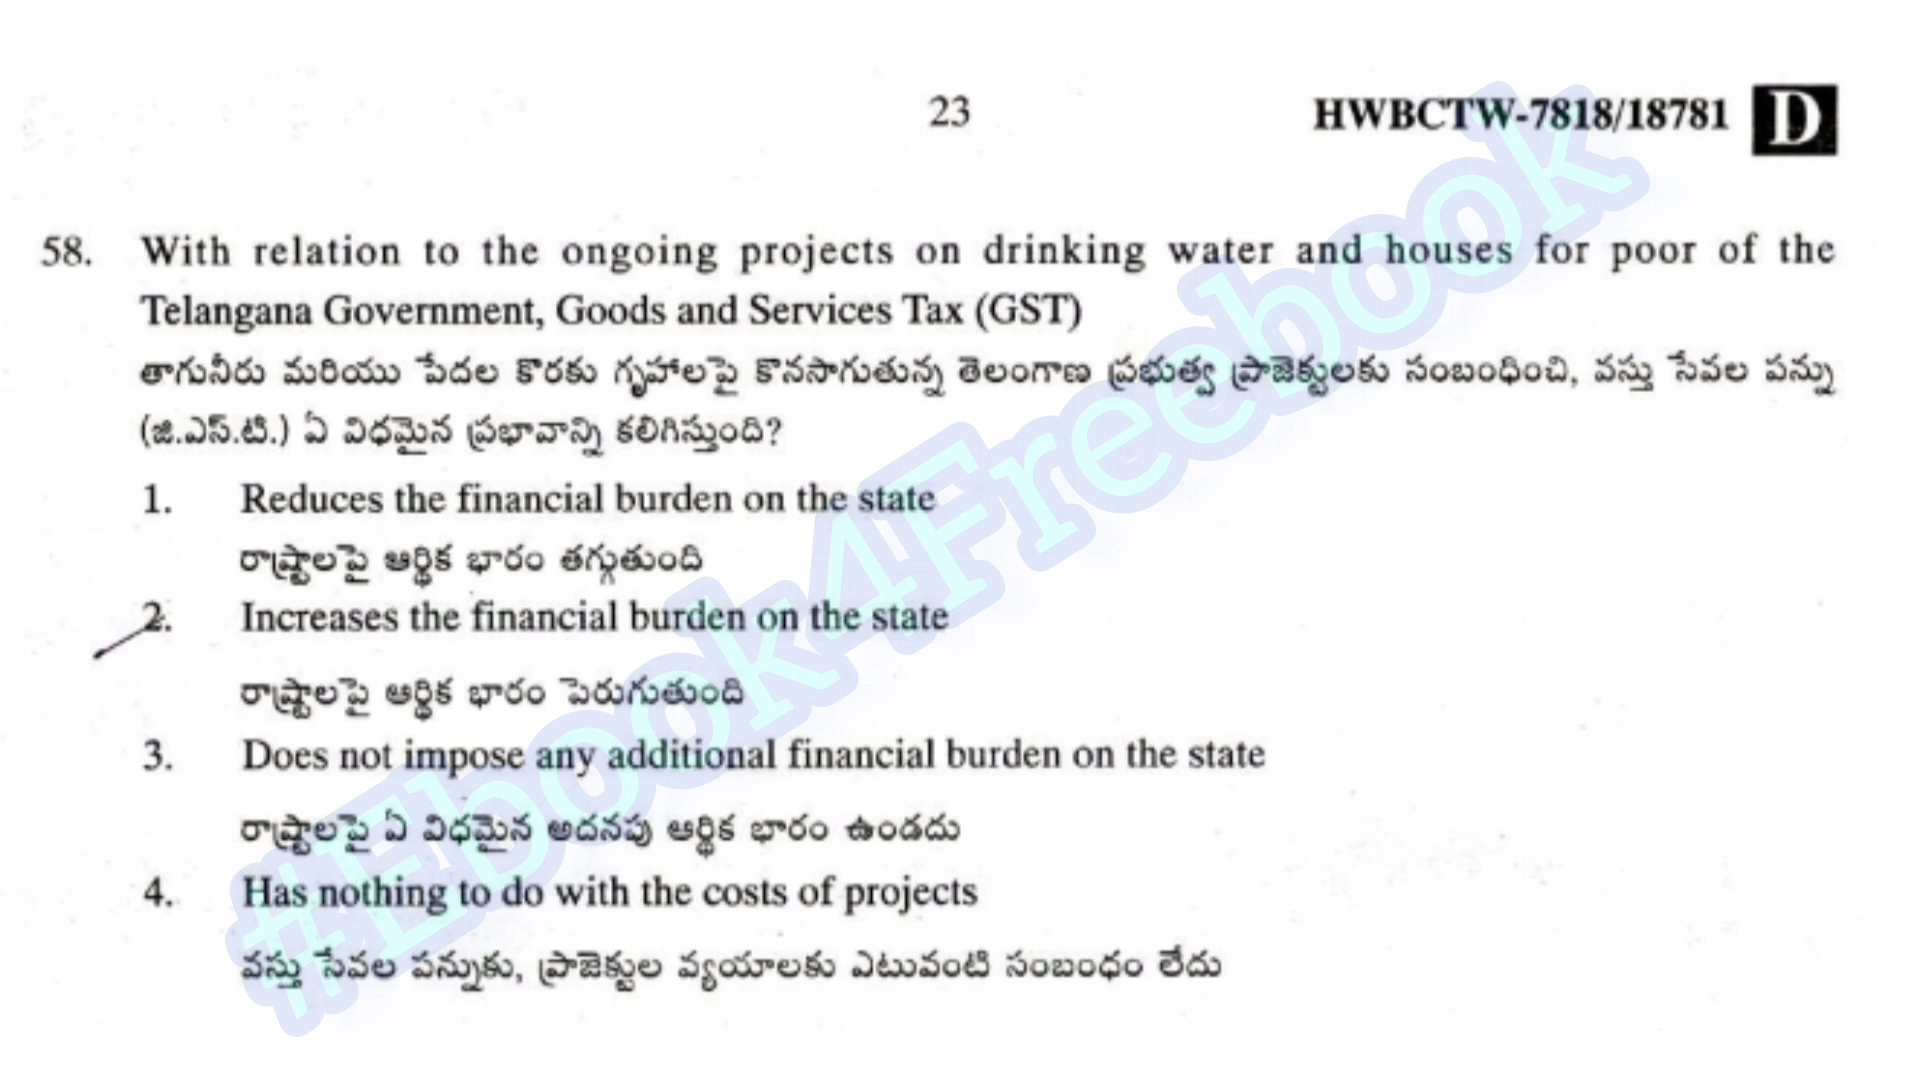 23
HWBCTW-7818/18781 D
58. With relation to the ongoing projects on drinking water and houses for poor of the
Telangana Government, Goods and Services Tax (GST)
తాగునీరు మరియు పేదల కొరకు గృహాలపై కొనసాగుతున్న తెలంగాణ ప్రభుత్వ ప్రాజెక్టులకు సంబంధించి, వస్తు సేవల పన్ను
(జి.ఎస్.టి.) ఏ విధమైన ప్రభావాన్ని కలిగిస్తుంది?
1. Reduces the financial burden on the state
రాష్ట్రాలపై ఆర్థిక భారం తగ్గుతుంది
2. Increases the financial burden on the state
రాష్ట్రాలపై ఆర్థిక భారం పెరుగుతుంది
3. Does not impose any additional financial burden on the state
రాష్ట్రాలపై ఏ విధమైన అదనపు ఆర్థిక భారం ఉండదు
4. Has nothing to do with the costs of projects
వస్తు సేవల పన్నుకు, ప్రాజెక్టుల వ్యయాలకు ఎటువంటి సంబంధం లేదు
#Ebook4Freebook